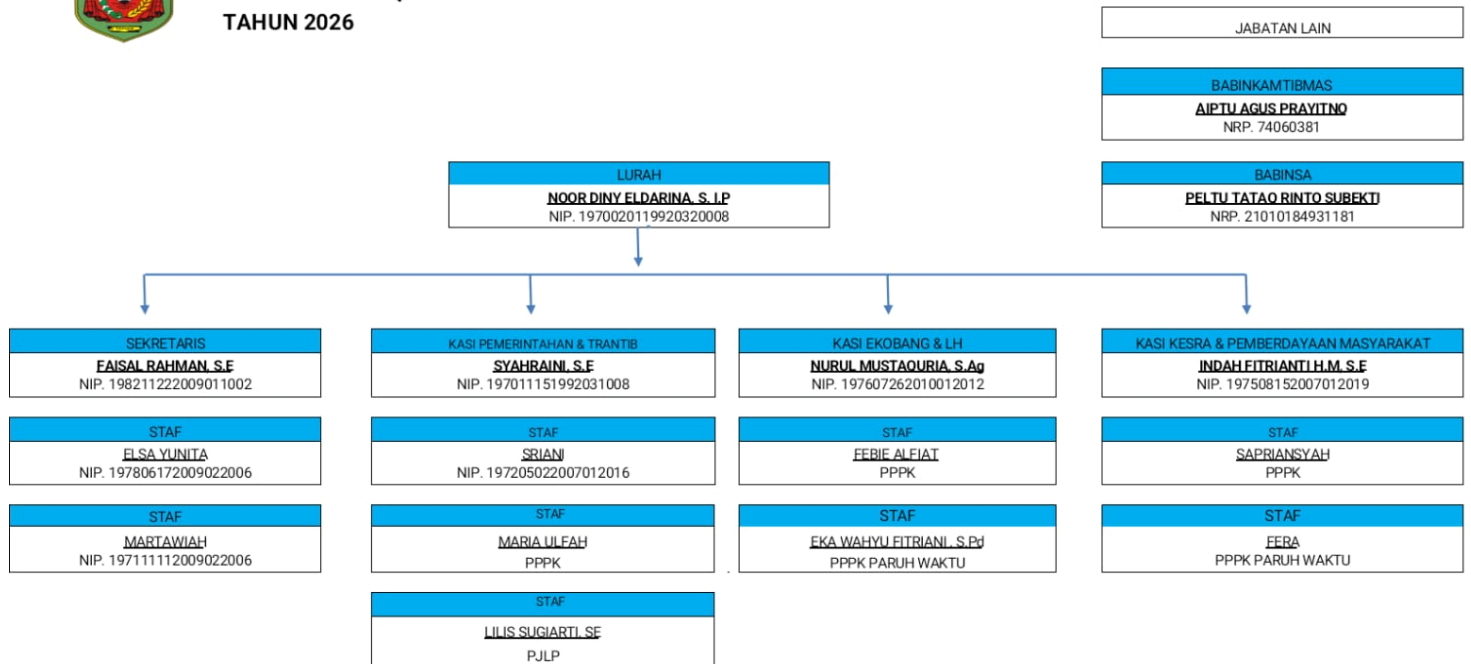 TAHUN 2026
JABATAN LAIN
BABINKAMTIBMAS
AIPTU AGUS PRAYITNO
NRP. 74060381
LURAH
NOOR DINY ELDARINA, S. I.P
NIP. 1970020119920320008
BABINSA
PELTU TATAQ RINTO SUBEKTI
NRP. 21010184931181
SEKRETARIS
FAISAL RAHMAN, S.E
NIP. 198211222009011002
KASI PEMERINTAHAN & TRANTIB
SYAHRAINI, S.E
NIP. 197011151992031008
KASI EKOBANG & LH
NURUL MUSTAQURIA, S.Ag
NIP. 197607262010012012
KASI KESRA & PEMBERDAYAAN MASYARAKAT
INDAH FITRIANTI H.M, S.E
NIP. 197508152007012019
STAF
ELSA YUNITA
NIP. 197806172009022006
STAF
SRIANI
NIP. 197205022007012016
STAF
FEBIE ALFIAT
PPPK
STAF
SAPRIANSYAH
PPPK
STAF
MARTAWIAH
NIP. 197111112009022006
STAF
MARIA ULFAH
PPPK
STAF
EKA WAHYU FITRIANI, S.Pd
PPPK PARUH WAKTU
STAF
FERA
PPPK PARUH WAKTU
STAF
LILIS SUGIARTI, SE
PJLP